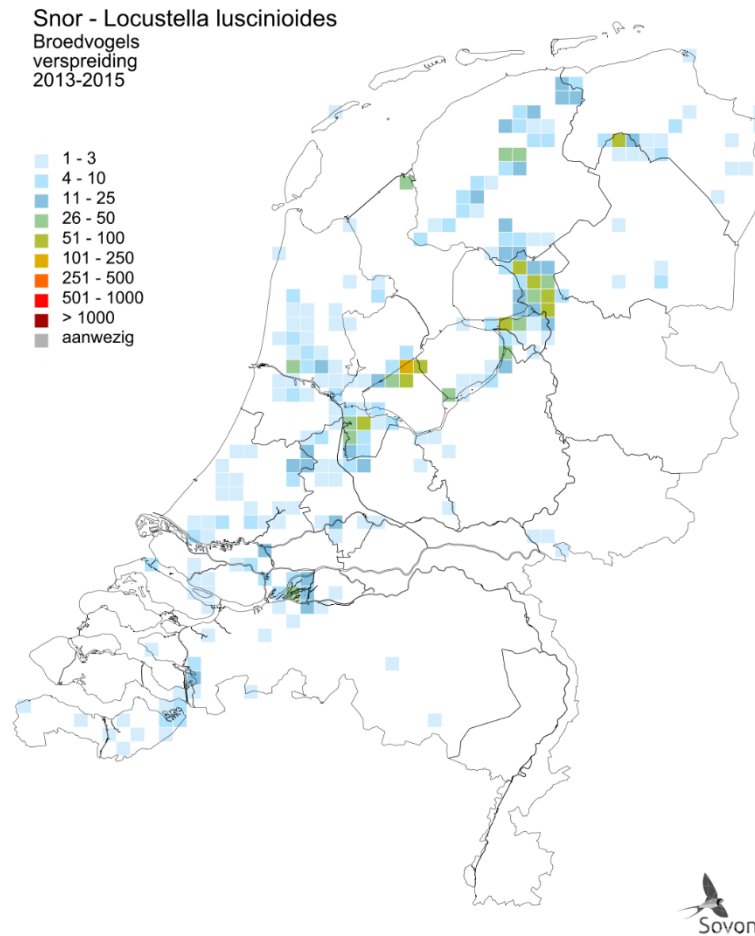 Snor - Locustella luscinioides
Broedvogels
verspreiding
2013-2015
1 - 3
4 - 10
11 - 25
26 - 50
51 - 100
101 - 250
251 - 500
501 - 1000
> 1000
aanwezig
Sovon